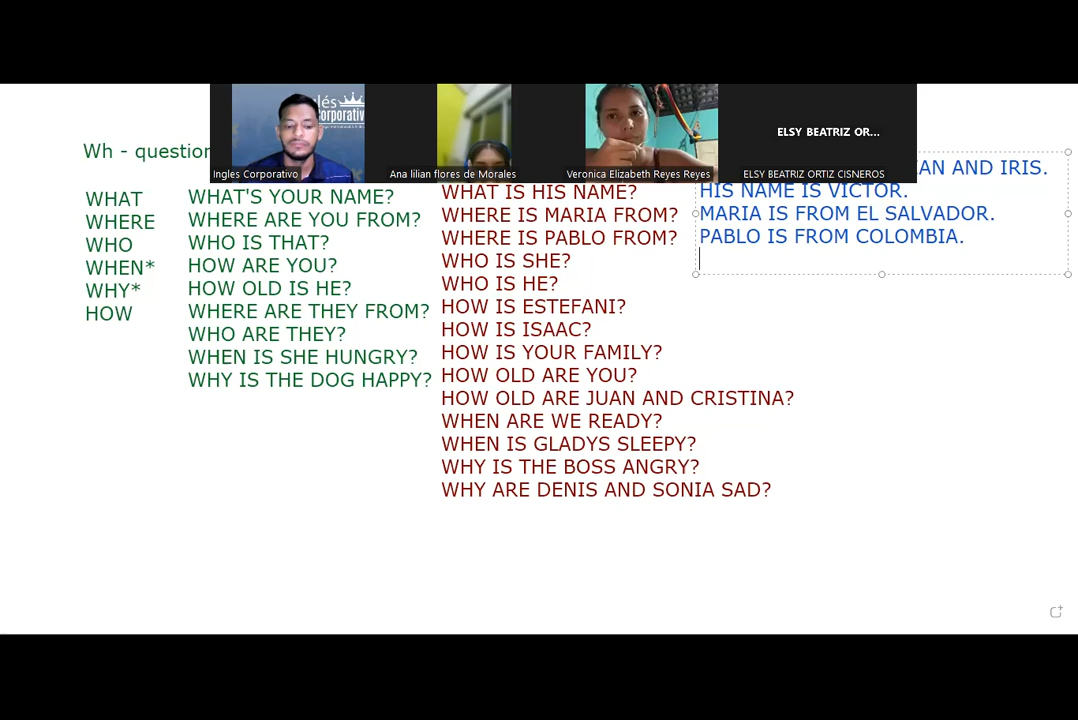 Ingles Corporativo
Ana lilian flores de Morales
Veronica Elizabeth Reyes Reyes
ELSY BEATRIZ OR...
ELSY BEATRIZ ORTIZ CISNEROS
Wh - question
WHAT
WHERE
WHO
WHEN*
WHY*
HOW
WHAT'S YOUR NAME?
WHERE ARE YOU FROM?
WHO IS THAT?
HOW ARE YOU?
HOW OLD IS HE?
WHERE ARE THEY FROM?
WHO ARE THEY?
WHEN IS SHE HUNGRY?
WHY IS THE DOG HAPPY?
WHAT IS HIS NAME?
WHERE IS MARIA FROM?
WHERE IS PABLO FROM?
WHO IS SHE?
WHO IS HE?
HOW IS ESTEFANI?
HOW IS ISAAC?
HOW IS YOUR FAMILY?
HOW OLD ARE YOU?
HOW OLD ARE JUAN AND CRISTINA?
WHEN ARE WE READY?
WHEN IS GLADYS SLEEPY?
WHY IS THE BOSS ANGRY?
WHY ARE DENIS AND SONIA SAD?
AND IRIS.
HIS NAME IS VICTOR.
MARIA IS FROM EL SALVADOR.
PABLO IS FROM COLOMBIA.